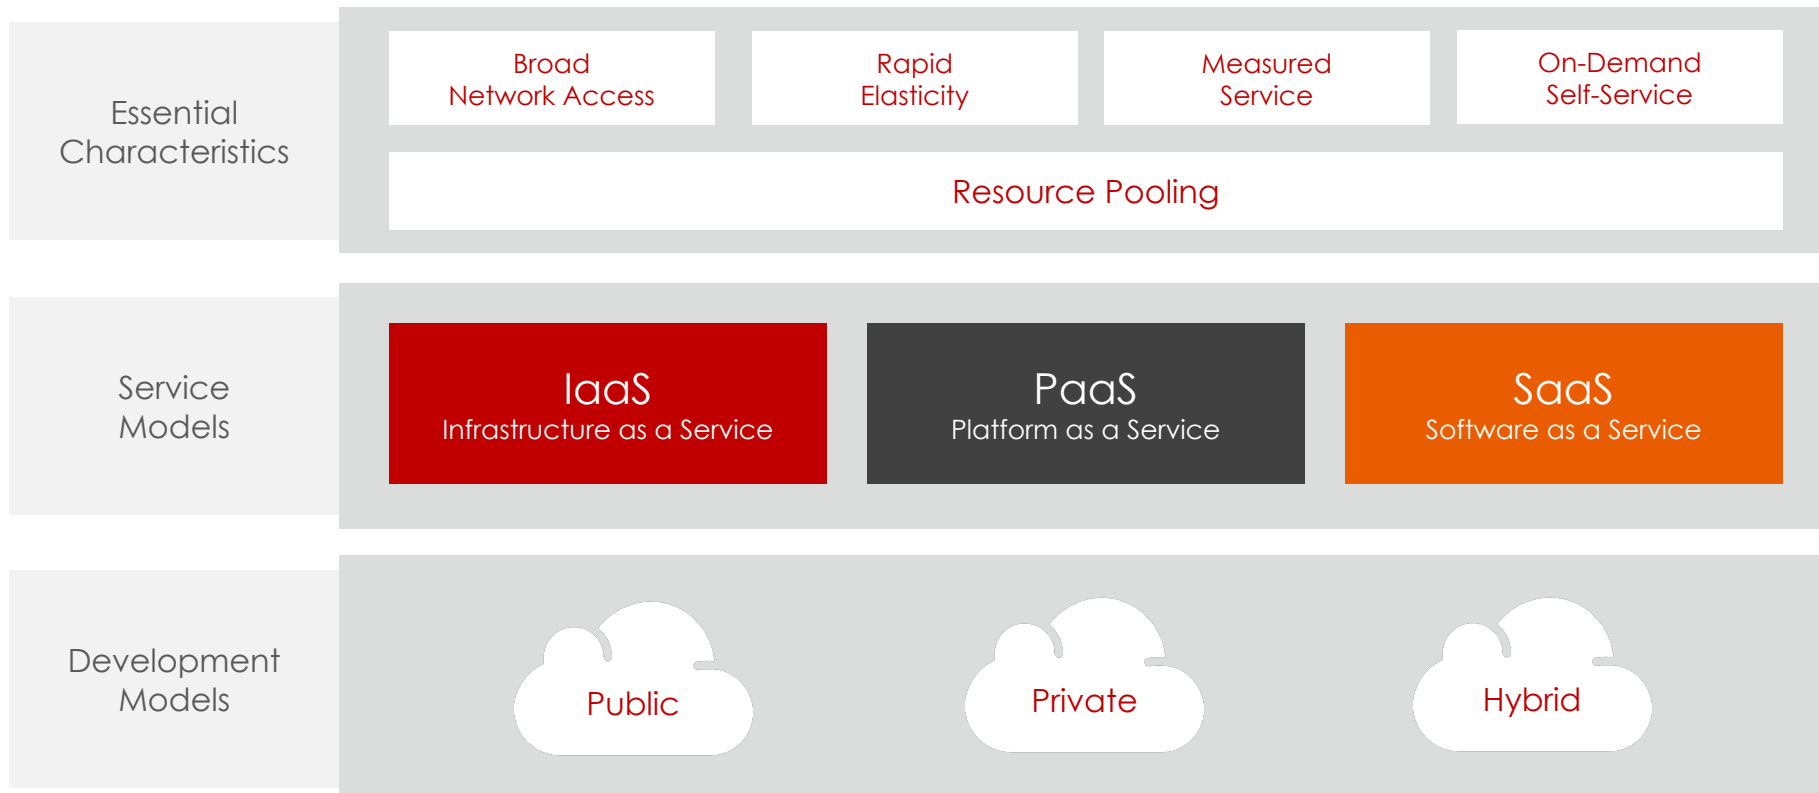 Essential
Characteristics
Broad
Network Access
Rapid
Elasticity
Measured
Service
On-Demand
Self-Service
Resource Pooling
Service
Models
IaaS
Infrastructure as a Service
PaaS
Platform as a Service
SaaS
Software as a Service
Development
Models
Public
Private
Hybrid